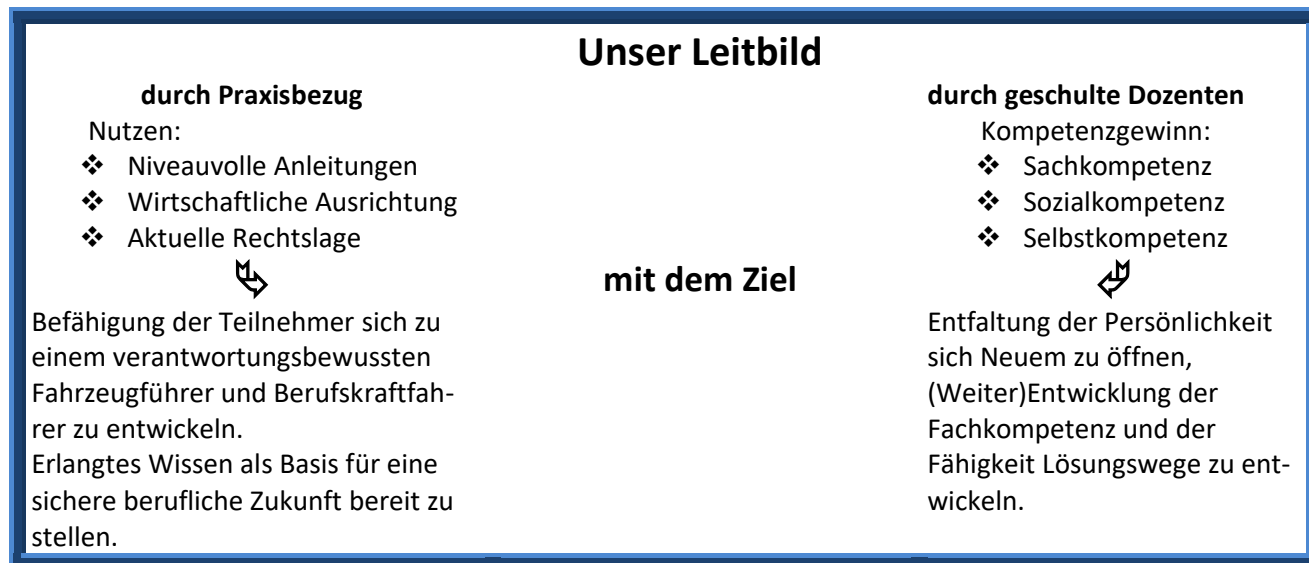 Unser Leitbild
durch Praxisbezug
Nutzen:
❖ Niveauvolle Anleitungen
❖ Wirtschaftliche Ausrichtung
❖ Aktuelle Rechtslage
durch geschulte Dozenten
Kompetenzgewinn:
❖ Sachkompetenz
❖ Sozialkompetenz
❖ Selbstkompetenz
mit dem Ziel
Befähigung der Teilnehmer sich zu
einem verantwortungsbewussten
Fahrzeugführer und Berufskraftfah-
rer zu entwickeln.
Erlangtes Wissen als Basis für eine
sichere berufliche Zukunft bereit zu
stellen.
Entfaltung der Persönlichkeit
sich Neuem zu öffnen,
(Weiter)Entwicklung der
Fachkompetenz und der
Fähigkeit Lösungswege zu ent-
wickeln.